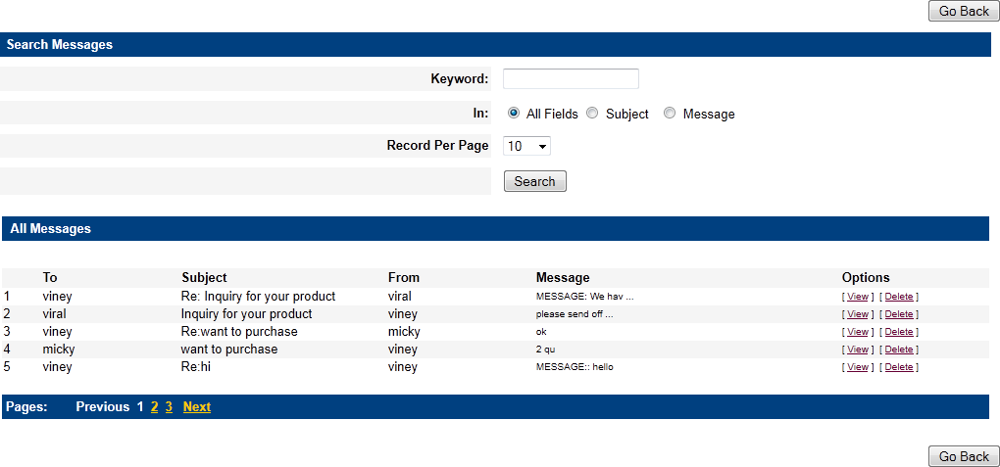 Go Back
Search Messages
Keyword:
In: All Fields Subject Message
Record Per Page 10
Search
All Messages
To Subject From Message Options
1 viney Re: Inquiry for your product viral MESSAGE: We hav ... [ View ] [ Delete ]
2 viral Inquiry for your product viney please send off ... [ View ] [ Delete ]
3 viney Re:want to purchase micky ok [ View ] [ Delete ]
4 micky want to purchase viney 2 qu [ View ] [ Delete ]
5 viney Re:hi viney MESSAGE:: hello [ View ] [ Delete ]
Pages: Previous 1 2 3 Next
Go Back